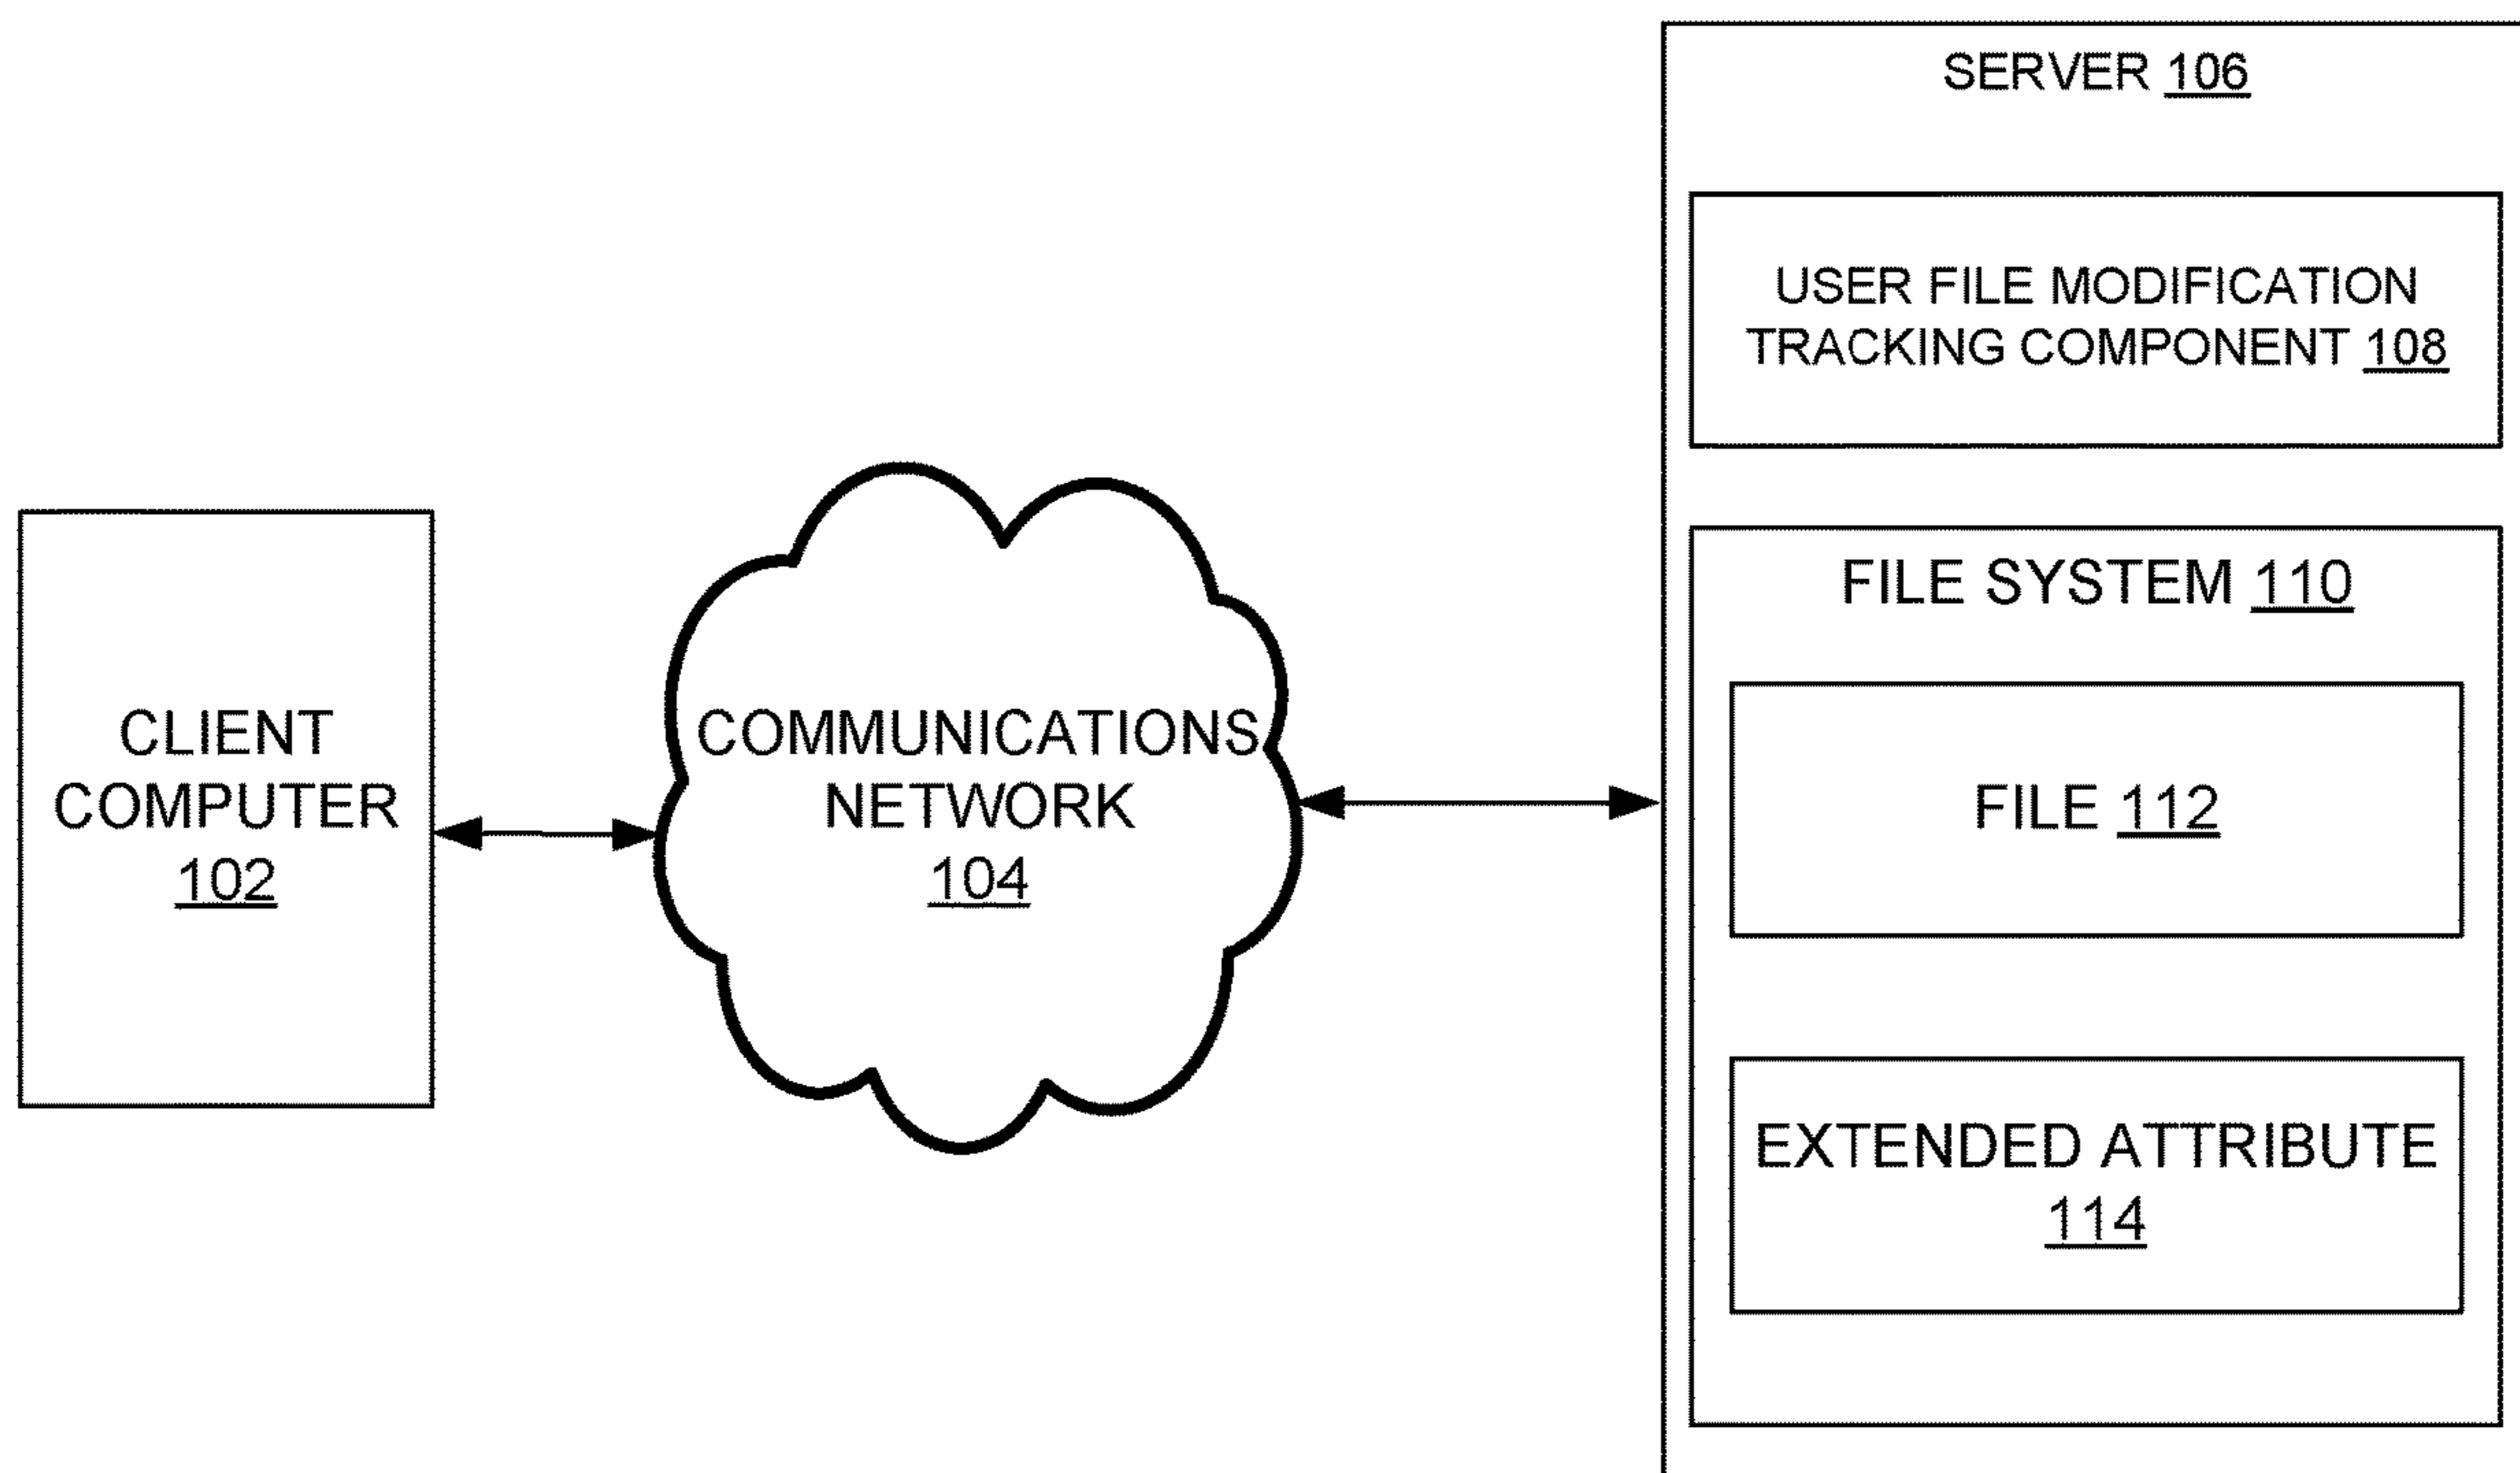 SERVER 106
USER FILE MODIFICATION
TRACKING COMPONENT 108
FILE SYSTEM 110
CLIENT
COMPUTER
102
COMMUNICATIONS
NETWORK
104
FILE 112
EXTENDED ATTRIBUTE
114